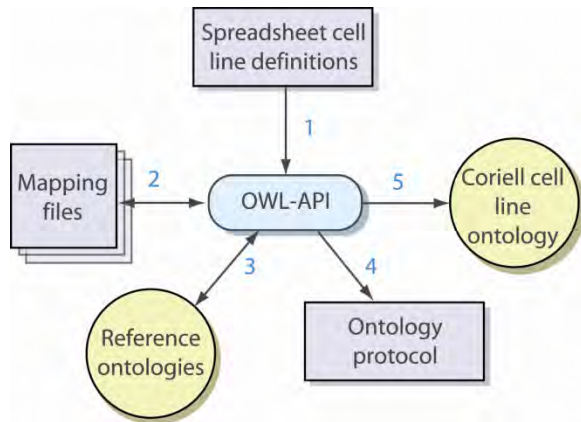 Spreadsheet cell
line definitions
1
Mapping
files
2
OWL-API
5
Coriell cell
line
ontology
3
4
Reference
ontologies
Ontology
protocol